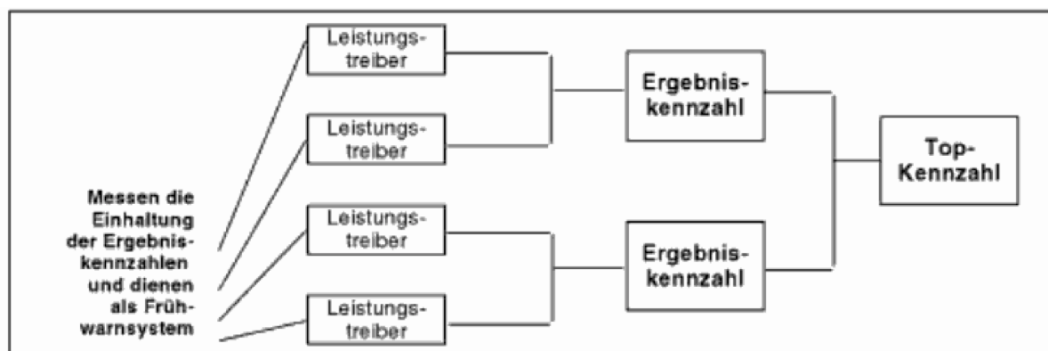 Leistungs-
treiber
Leistungs-
treiber
Leistungs-
treiber
Leistungs-
treiber
Messen die
Einhaltung
der Ergebnis-
kennzahlen
und dienen
als Früh-
warnsystem
Ergebnis-
kennzahl
Ergebnis-
kennzahl
Top-
Kennzahl